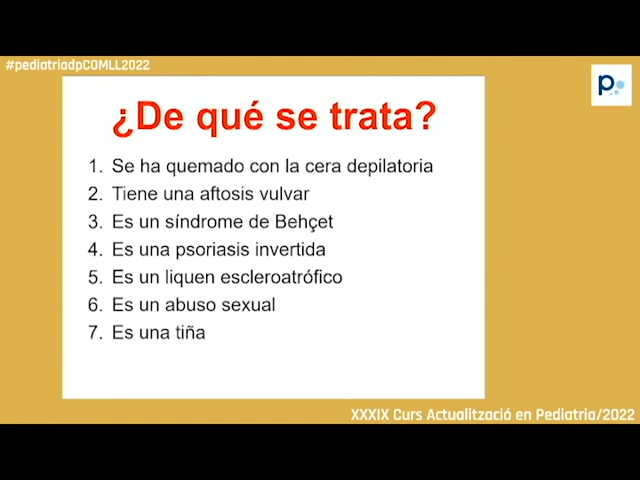 #pediatriadpCOMLL2022
p
¿De qué se trata?
1. Se ha quemado con la cera depilatoria
2. Tiene una aftosis vulvar
3. Es un síndrome de Behçet
4. Es una psoriasis invertida
5. Es un liquen escleroatrófico
6. Es un abuso sexual
7. Es una tiña
XXXIX Curs Actualització en Pediatria/2022